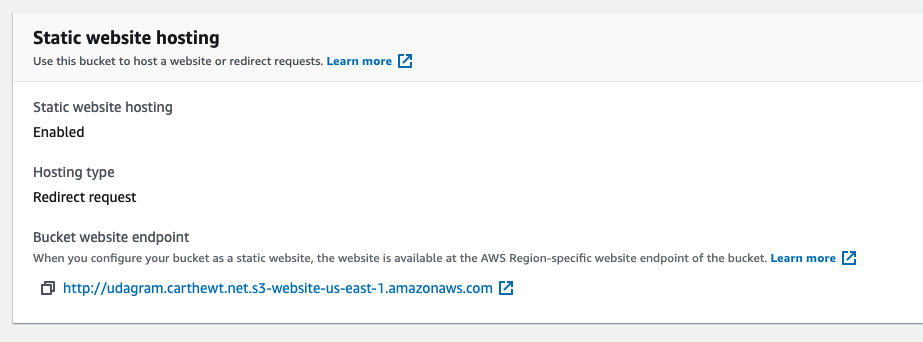 Static website hosting
Use this bucket to host a website or redirect requests. Learn more
Static website hosting
Enabled
Hosting type
Redirect request
Bucket website endpoint
When you configure your bucket as a static website, the website is available at the AWS Region-specific website endpoint of the bucket. Learn more
http://udagram.carthewt.net.s3-website-us-east-1.amazonaws.com